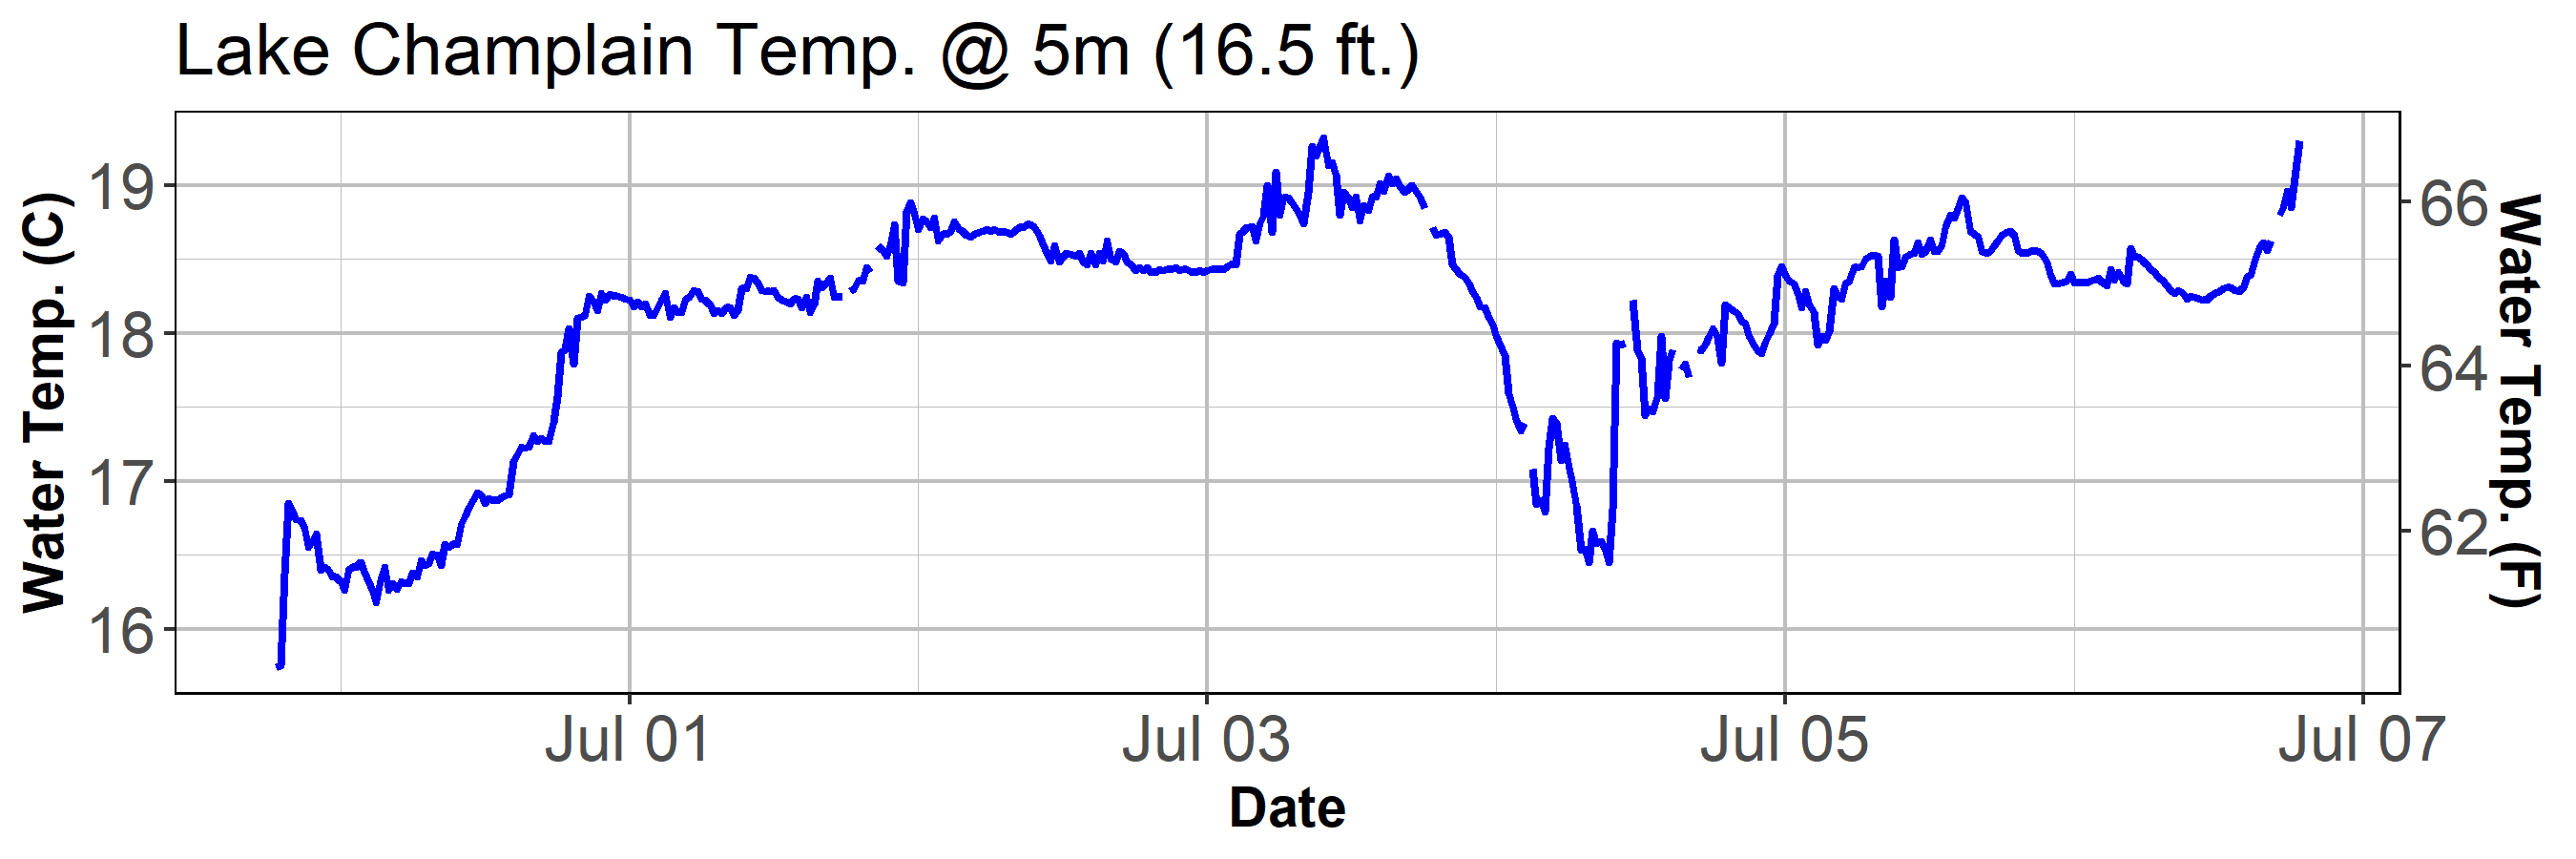 Lake Champlain Temp. @ 5m (16.5 ft.)
Water Temp. (C)
19
18
17
16
66
64
62
Water Temp. (F)
Jul 01 Jul 03 Jul 05 Jul 07
Date